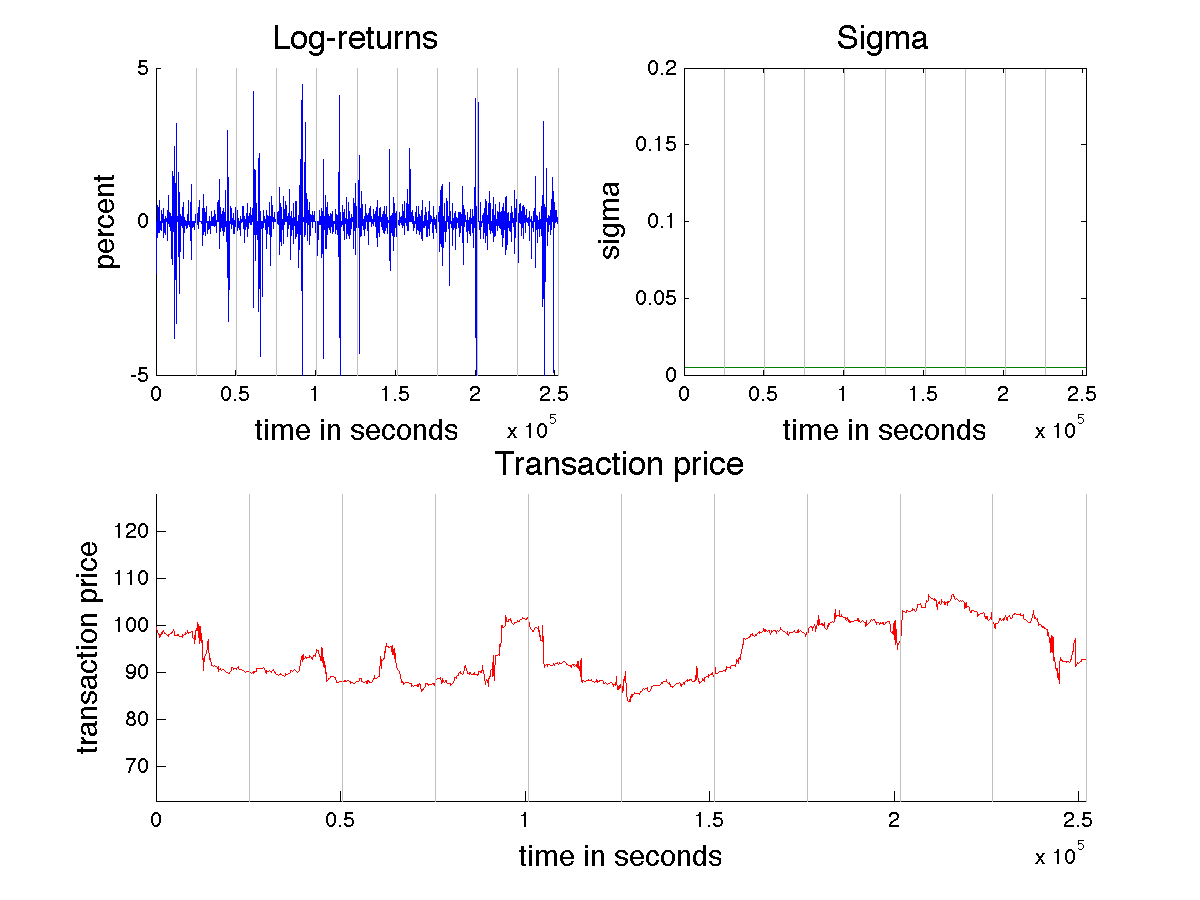 Log-returns
5
0
-5
percent
0 0.5 1 1.5 2 2.5
x 10^5
time in seconds
Sigma
0.2
0.15
0.1
0.05
0
sigma
0 0.5 1 1.5 2 2.5
x 10^5
time in seconds
Transaction price
120
110
100
90
80
70
transaction price
0 0.5 1 1.5 2 2.5
x 10^5
time in seconds